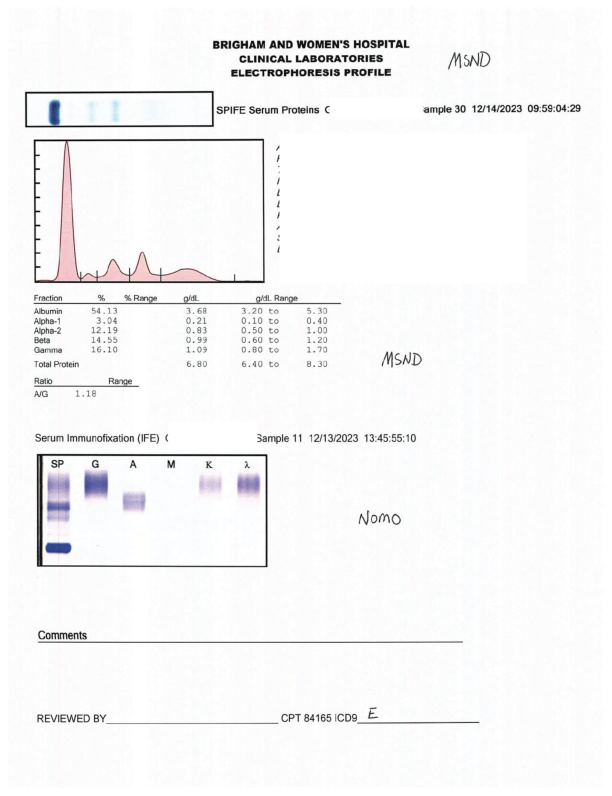 BRIGHAM AND WOMEN'S HOSPITAL
CLINICAL LABORATORIES
ELECTROPHORESIS PROFILE
MSND
SPIFE Serum Proteins
ample 30 12/14/2023 09:59:04:29
Fraction % % Range g/dL g/dL Range
Albumin 54.13 3.68 3.20 to 5.30
Alpha-1 3.04 0.21 0.10 to 0.40
Alpha-2 12.19 0.83 0.50 to 1.00
Beta 14.55 0.99 0.60 to 1.20
Gamma 16.10 1.09 0.80 to 1.70
Total Protein 6.80 6.40 to 8.30
MSND
Ratio Range
A/G 1.18
Serum Immunofixation (IFE) ( Sample 11 12/13/2023 13:45:55:10
SP G A M K λ
NOMO
Comments
REVIEWED BY CPT 84165 ICD9 E